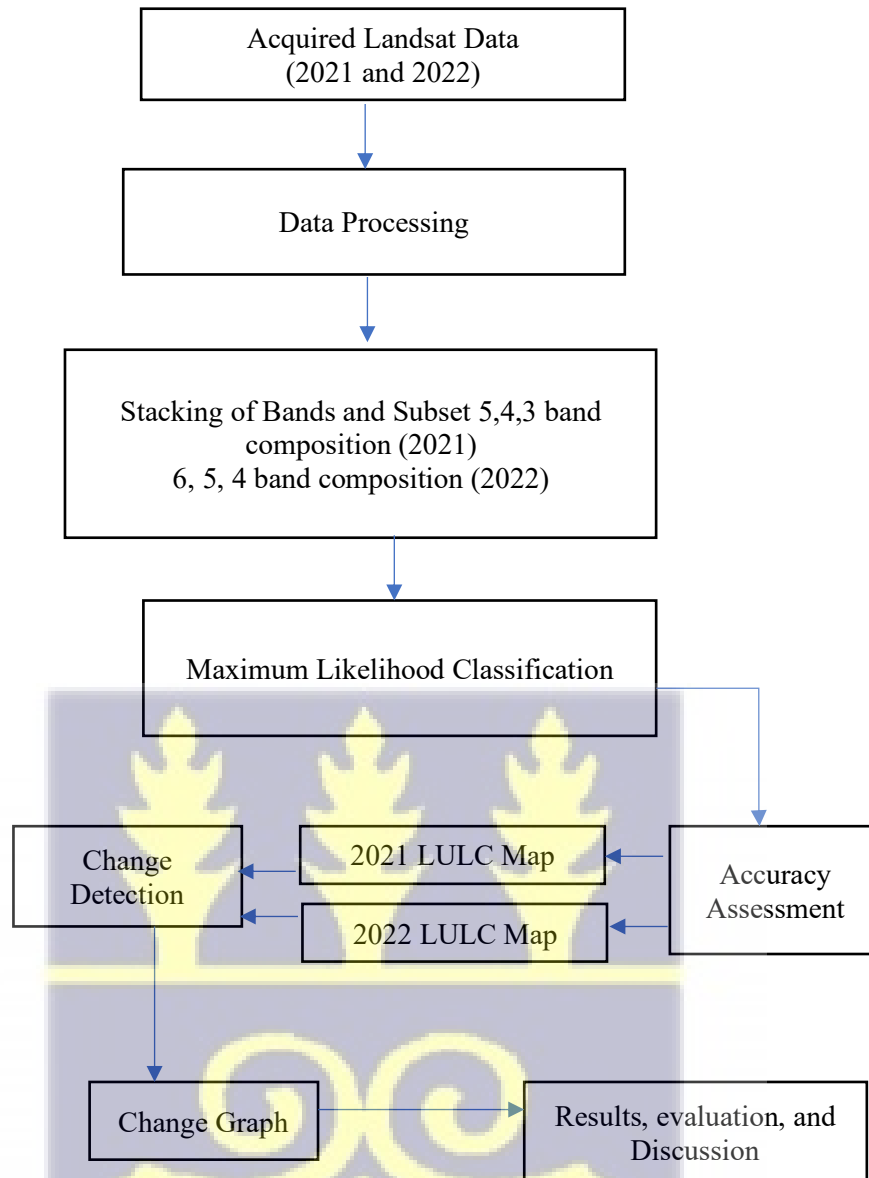 Acquired Landsat Data
(2021 and 2022)
Data Processing
Stacking of Bands and Subset 5,4,3 band
composition (2021)
6, 5, 4 band composition (2022)
Maximum Likelihood Classification
Change
Detection
2021 LULC Map
2022 LULC Map
Accuracy
Assessment
Change Graph
Results, evaluation, and
Discussion